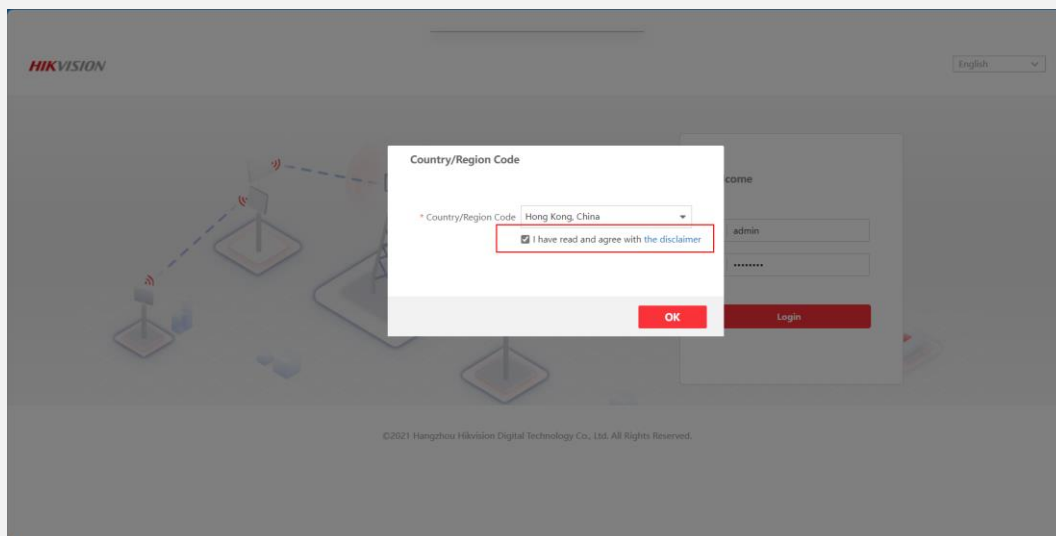 HIKVISION
English
Country/Region Code
* Country/Region Code Hong Kong, China
I have read and agree with the disclaimer
OK
come
admin
••••••••
Login
©2021 Hangzhou Hikvision Digital Technology Co., Ltd. All Rights Reserved.